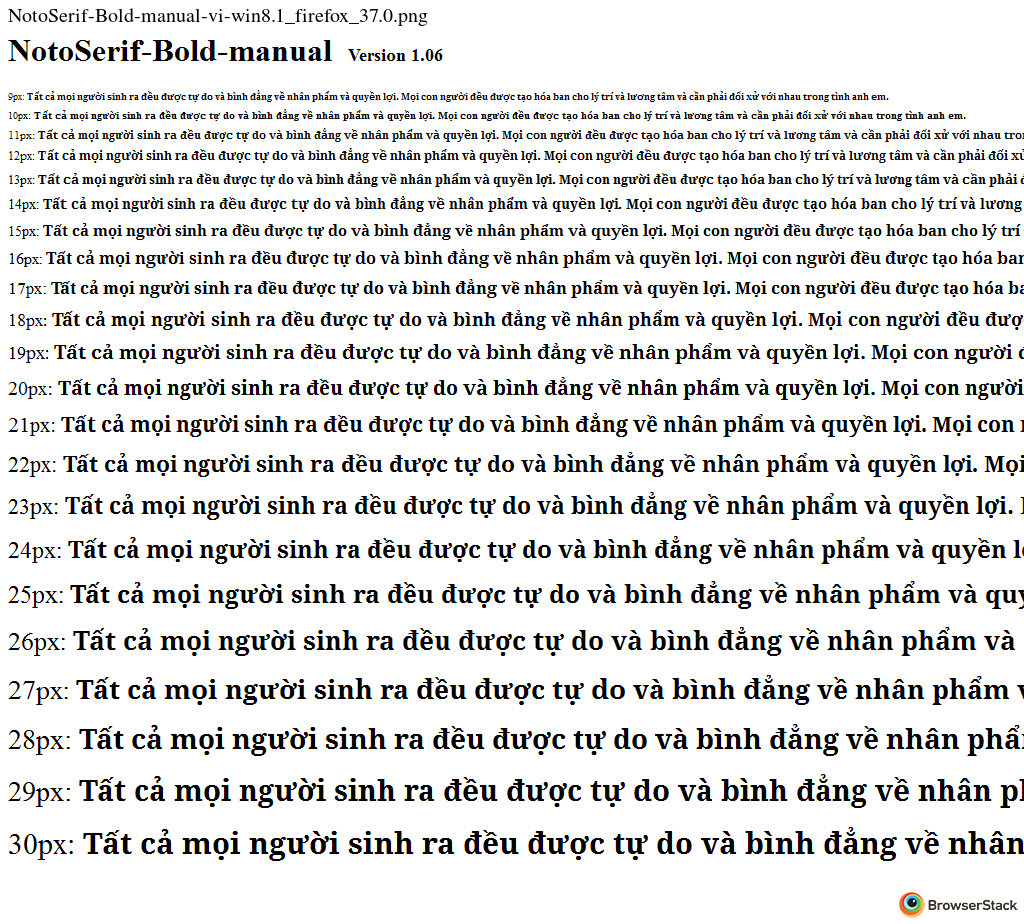 NotoSerif-Bold-manual-vi-win8.1_firefox_37.0.png
NotoSerif-Bold-manual Version 1.06
9px: Tất cả mọi người sinh ra đều được tự do và bình đẳng về nhân phẩm và quyền lợi. Mọi con người đều được tạo hóa ban cho lý trí và lương tâm và cần phải đối xử với nhau trong tình anh em.
10px: Tất cả mọi người sinh ra đều được tự do và bình đẳng về nhân phẩm và quyền lợi. Mọi con người đều được tạo hóa ban cho lý trí và lương tâm và cần phải đối xử với nhau trong tình anh em.
11px: Tất cả mọi người sinh ra đều được tự do và bình đẳng về nhân phẩm và quyền lợi. Mọi con người đều được tạo hóa ban cho lý trí và lương tâm và cần phải đối xử với nhau tro
12px: Tất cả mọi người sinh ra đều được tự do và bình đẳng về nhân phẩm và quyền lợi. Mọi con người đều được tạo hóa ban cho lý trí và lương tâm và cần phải đối xử
13px: Tất cả mọi người sinh ra đều được tự do và bình đẳng về nhân phẩm và quyền lợi. Mọi con người đều được tạo hóa ban cho lý trí và lương tâm và cần phải
14px: Tất cả mọi người sinh ra đều được tự do và bình đẳng về nhân phẩm và quyền lợi. Mọi con người đều được tạo hóa ban cho lý trí và lương
15px: Tất cả mọi người sinh ra đều được tự do và bình đẳng về nhân phẩm và quyền lợi. Mọi con người đều được tạo hóa ban cho lý trí
16px: Tất cả mọi người sinh ra đều được tự do và bình đẳng về nhân phẩm và quyền lợi. Mọi con người đều được tạo hóa ban
17px: Tất cả mọi người sinh ra đều được tự do và bình đẳng về nhân phẩm và quyền lợi. Mọi con người đều được tạo hóa ba
18px: Tất cả mọi người sinh ra đều được tự do và bình đẳng về nhân phẩm và quyền lợi. Mọi con người đều đượ
19px: Tất cả mọi người sinh ra đều được tự do và bình đẳng về nhân phẩm và quyền lợi. Mọi con người
20px: Tất cả mọi người sinh ra đều được tự do và bình đẳng về nhân phẩm và quyền lợi. Mọi con người
21px: Tất cả mọi người sinh ra đều được tự do và bình đẳng về nhân phẩm và quyền lợi. Mọi con
22px: Tất cả mọi người sinh ra đều được tự do và bình đẳng về nhân phẩm và quyền lợi. Mọi
23px: Tất cả mọi người sinh ra đều được tự do và bình đẳng về nhân phẩm và quyền lợi.
24px: Tất cả mọi người sinh ra đều được tự do và bình đẳng về nhân phẩm và quyền l
25px: Tất cả mọi người sinh ra đều được tự do và bình đẳng về nhân phẩm và quy
26px: Tất cả mọi người sinh ra đều được tự do và bình đẳng về nhân phẩm và
27px: Tất cả mọi người sinh ra đều được tự do và bình đẳng về nhân phẩm
28px: Tất cả mọi người sinh ra đều được tự do và bình đẳng về nhân phẩ
29px: Tất cả mọi người sinh ra đều được tự do và bình đẳng về nhân p
30px: Tất cả mọi người sinh ra đều được tự do và bình đẳng về nhân
BrowserStack